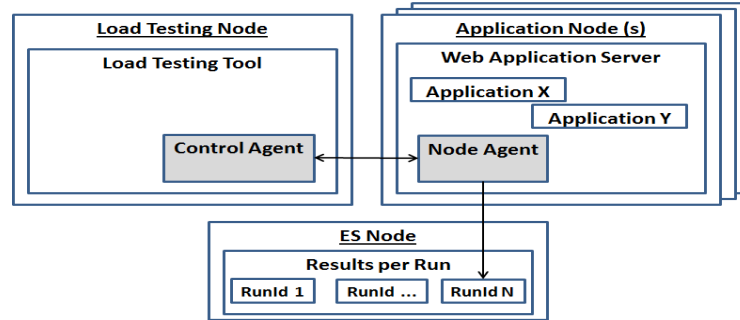 Load Testing Node
Load Testing Tool
Control Agent
Application Node (s)
Web Application Server
Application X
Application Y
Node Agent
ES Node
Results per Run
RunId 1
RunId ...
RunId N